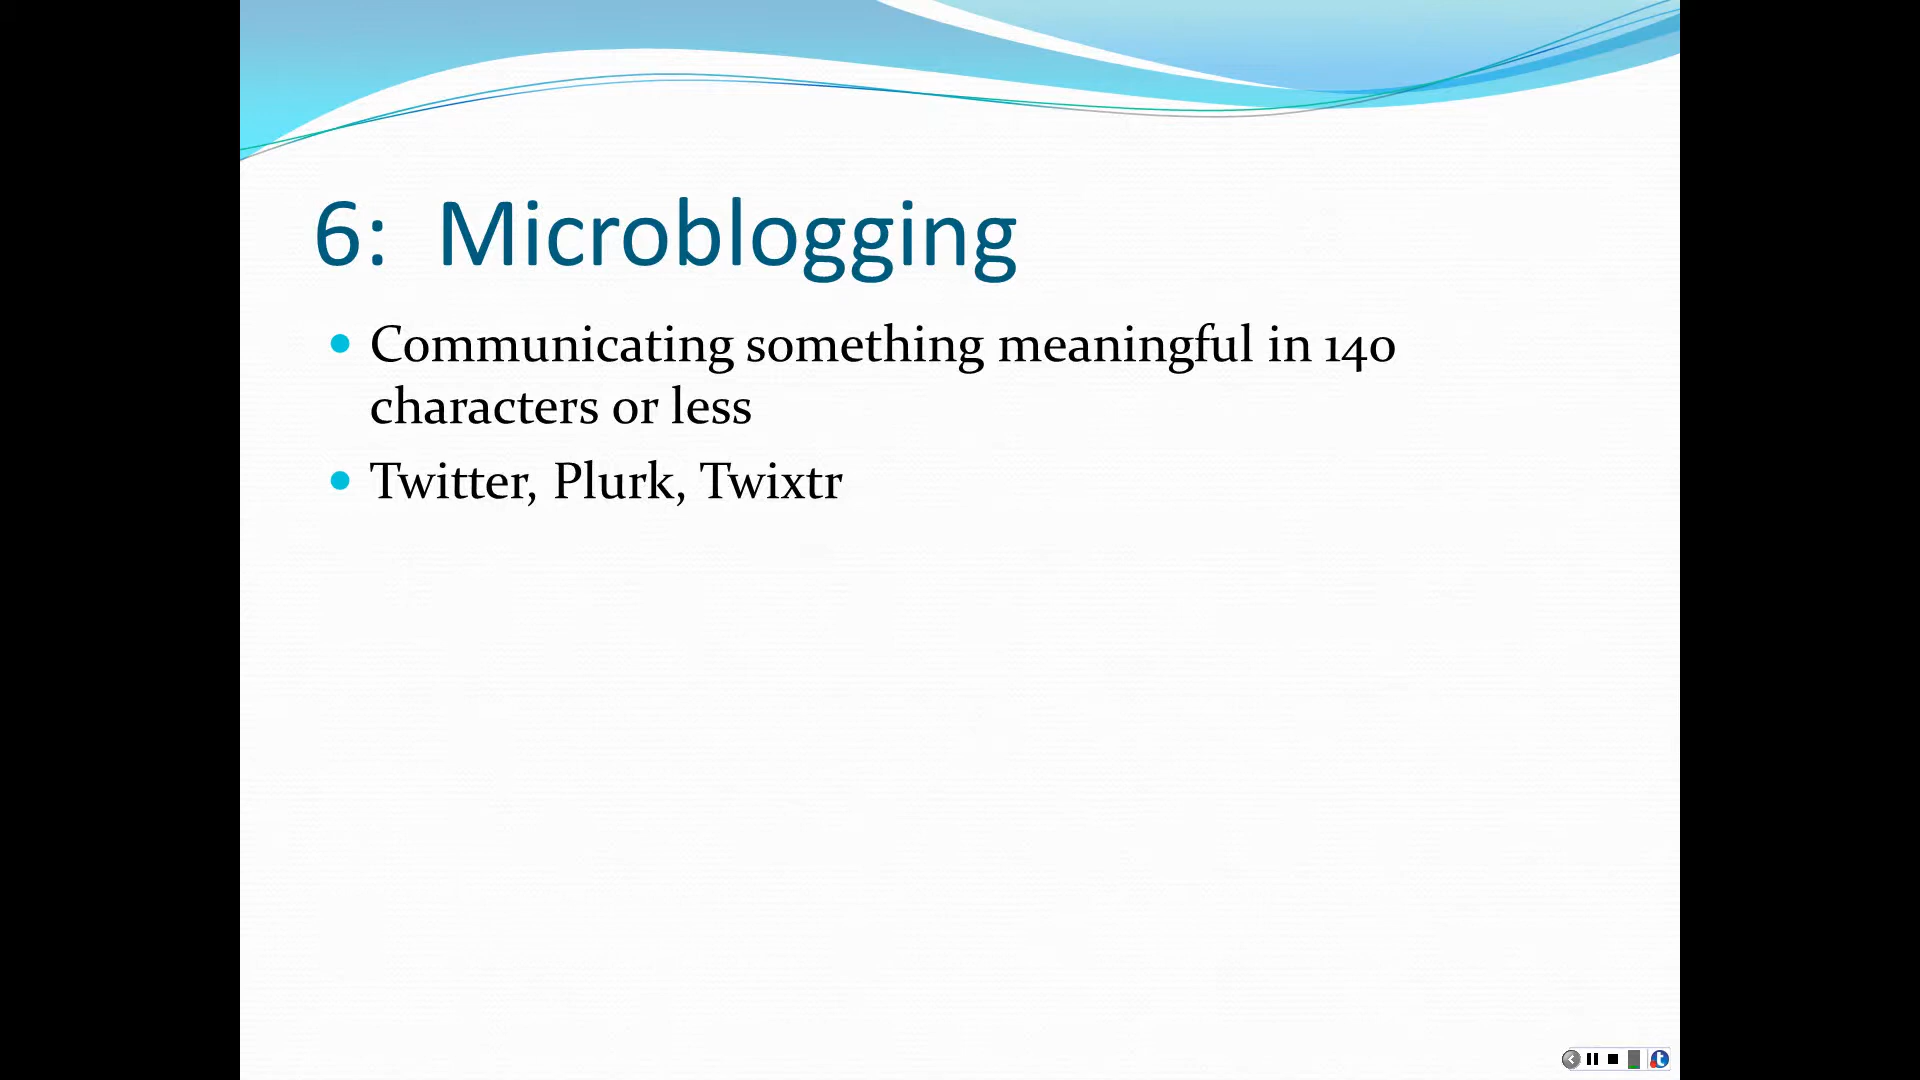 6: Microblogging
Communicating something meaningful in 140
characters or less
Twitter, Plurk, Twixtr